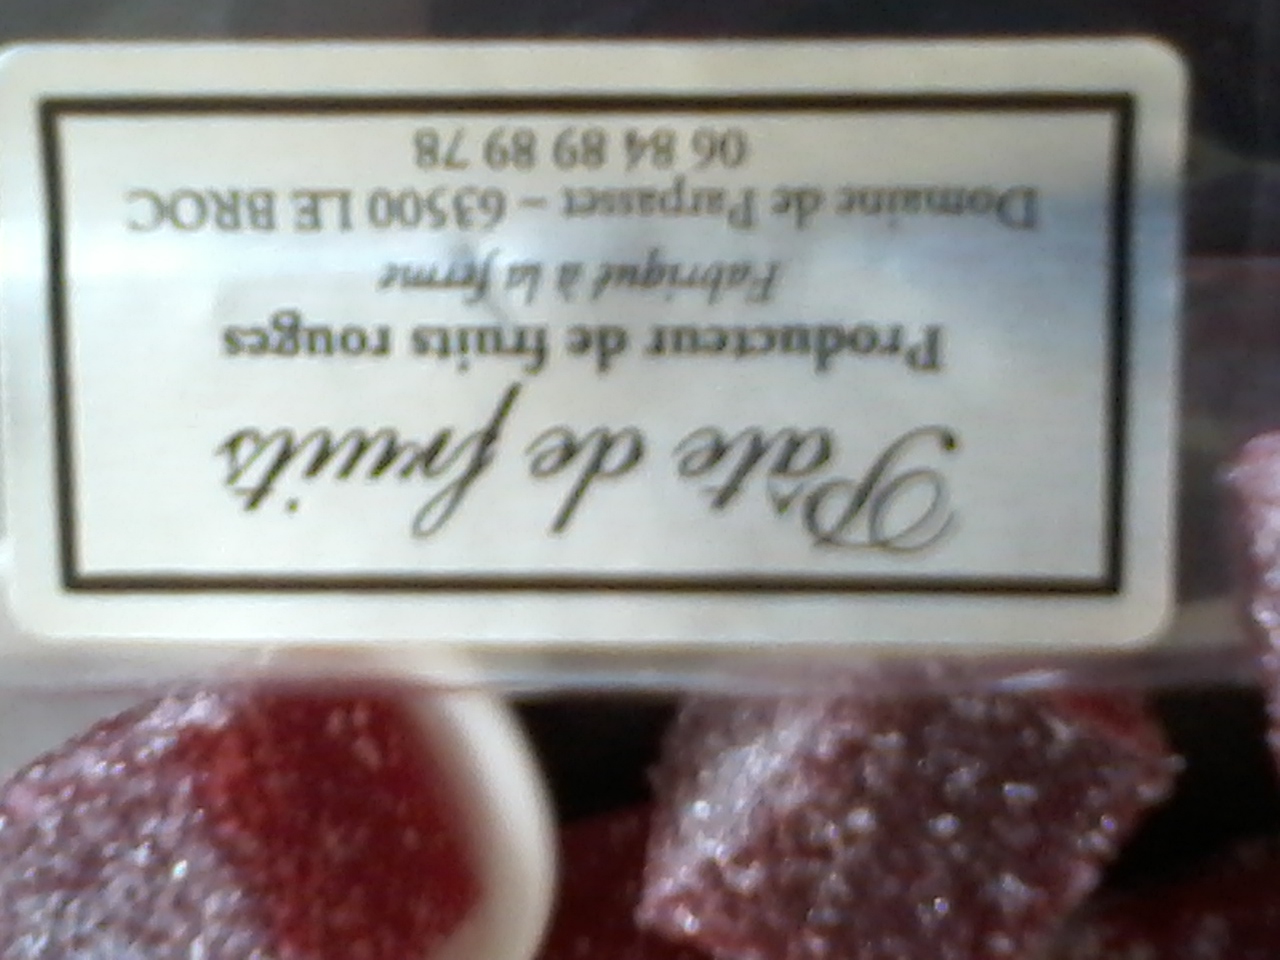 Pâte de fruits
Producteur de fruits rouges
Fabriqué à la ferme
Domaine de Parpasset – 63500 LE BROC
06 84 89 89 78